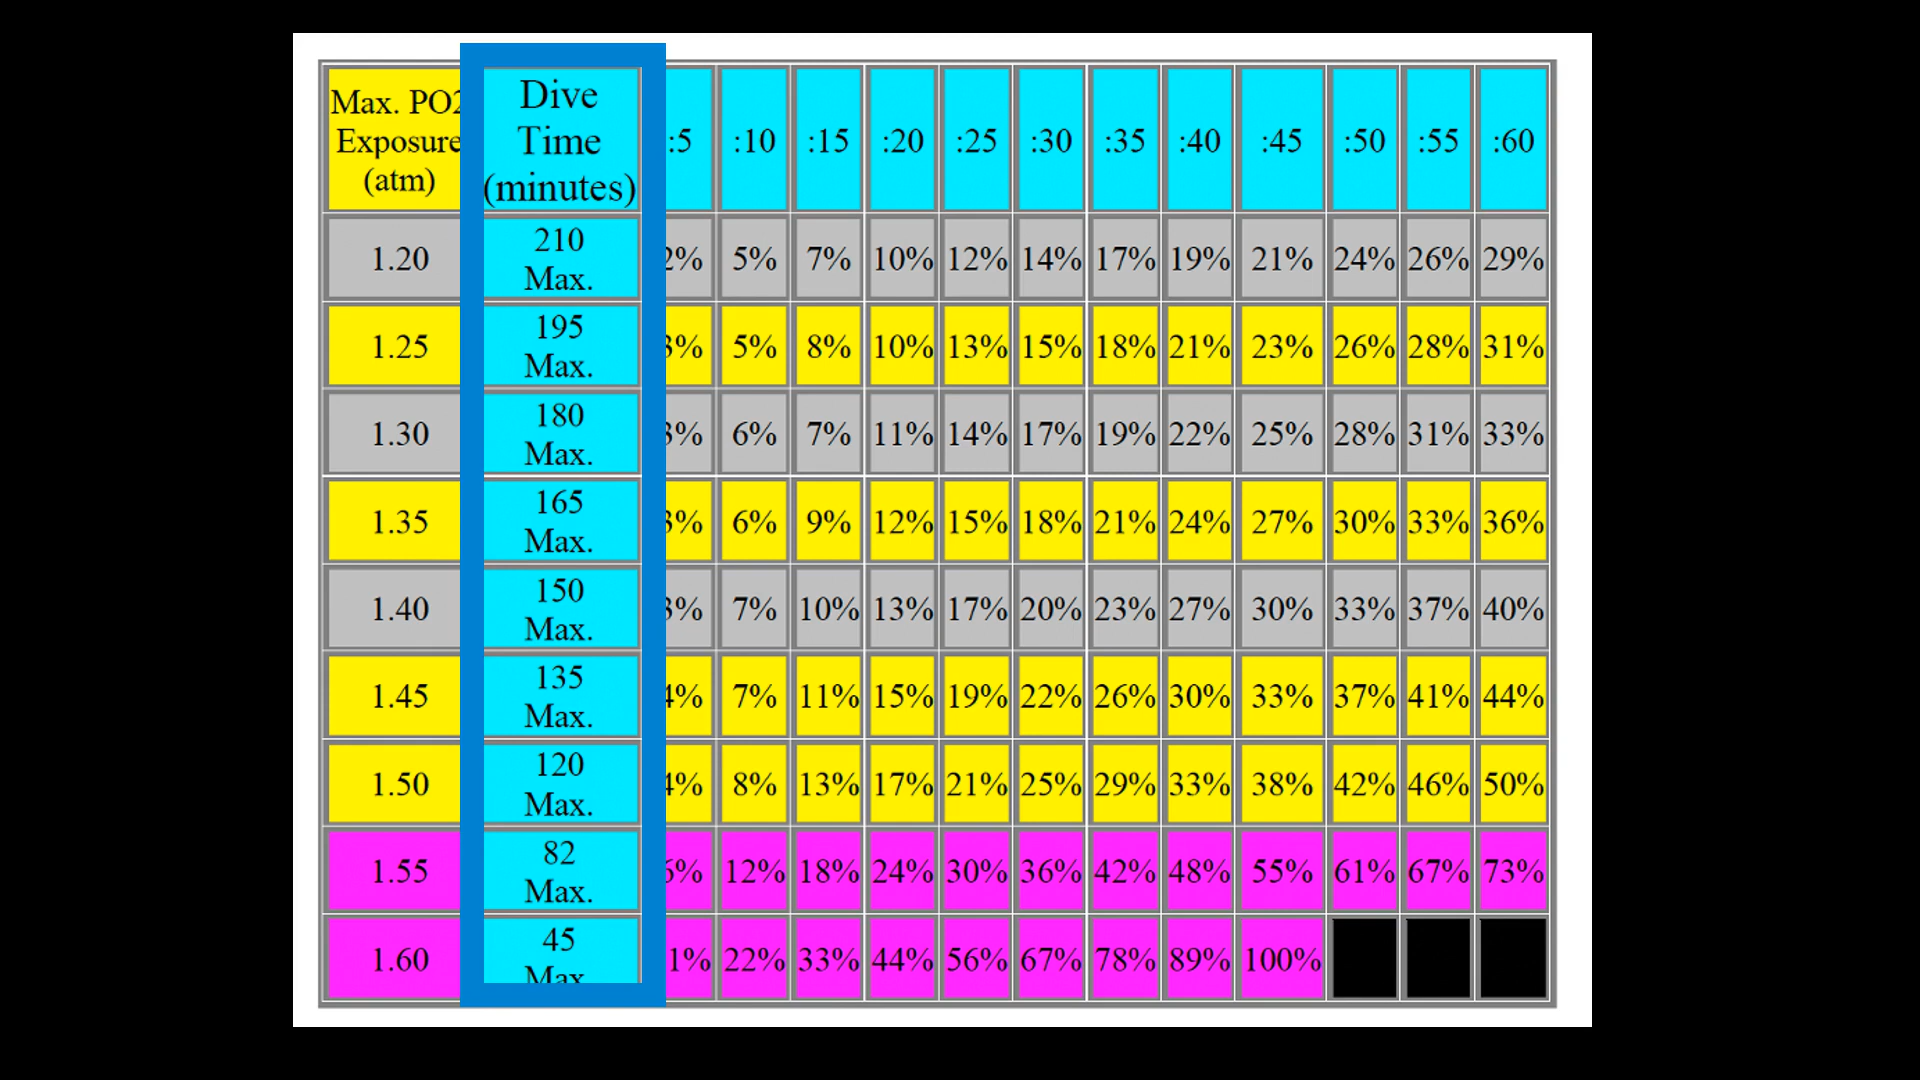 Max. PO2 Exposure (atm) Dive Time (minutes) :5 :10 :15 :20 :25 :30 :35 :40 :45 :50 :55 :60
1.20 210 Max. 2% 5% 7% 10% 12% 14% 17% 19% 21% 24% 26% 29%
1.25 195 Max. 3% 5% 8% 10% 13% 15% 18% 21% 23% 26% 28% 31%
1.30 180 Max. 3% 6% 7% 11% 14% 17% 19% 22% 25% 28% 31% 33%
1.35 165 Max. 3% 6% 9% 12% 15% 18% 21% 24% 27% 30% 33% 36%
1.40 150 Max. 3% 7% 10% 13% 17% 20% 23% 27% 30% 33% 37% 40%
1.45 135 Max. 4% 7% 11% 15% 19% 22% 26% 30% 33% 37% 41% 44%
1.50 120 Max. 4% 8% 13% 17% 21% 25% 29% 33% 38% 42% 46% 50%
1.55 82 Max. 6% 12% 18% 24% 30% 36% 42% 48% 55% 61% 67% 73%
1.60 45 Max 1% 22% 33% 44% 56% 67% 78% 89% 100%